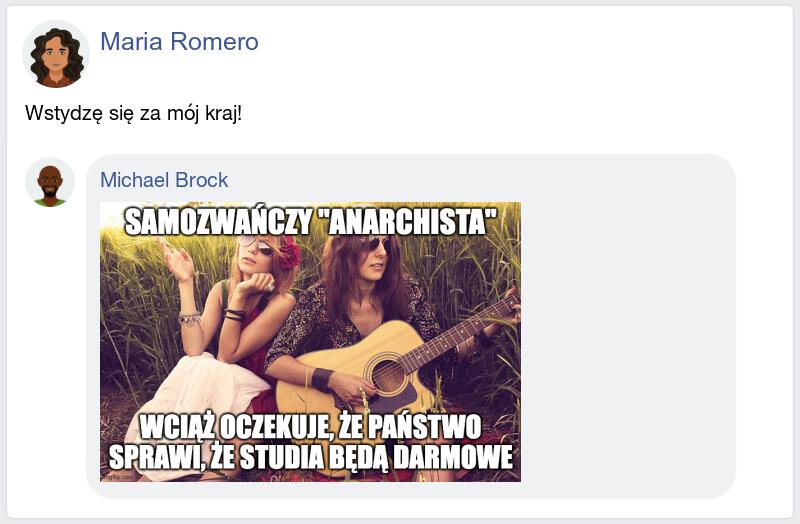 Maria Romero
Wstydzę się za mój kraj!
Michael Brock
SAMOZWAŃCZY "ANARCHISTA"
WCIĄŻ OCZEKUJE, ŻE PAŃSTWO
SPRAWI, ŻE STUDIA BĘDĄ DARMOWE
imgflip.com